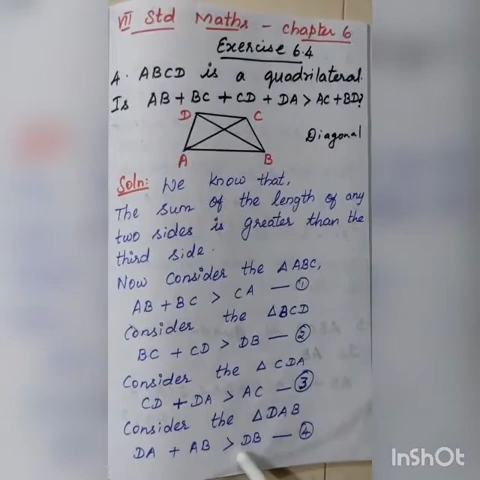 VII Std Maths - chapter 6
Exercise 6.4
4. ABCD is a quadrilateral.
Is AB + BC + CD + DA > AC + BD?
D C
Diagonal
A B
Soln: We know that,
The sum of the length of any
two sides is greater than the
third side.
Now Consider the △ABC,
AB + BC > CA — ①
Consider the △BCD
BC + CD > DB — ②
Consider the △CDA
CD + DA > AC — ③
Consider the △DAB
DA + AB > DB — ④
InShOt